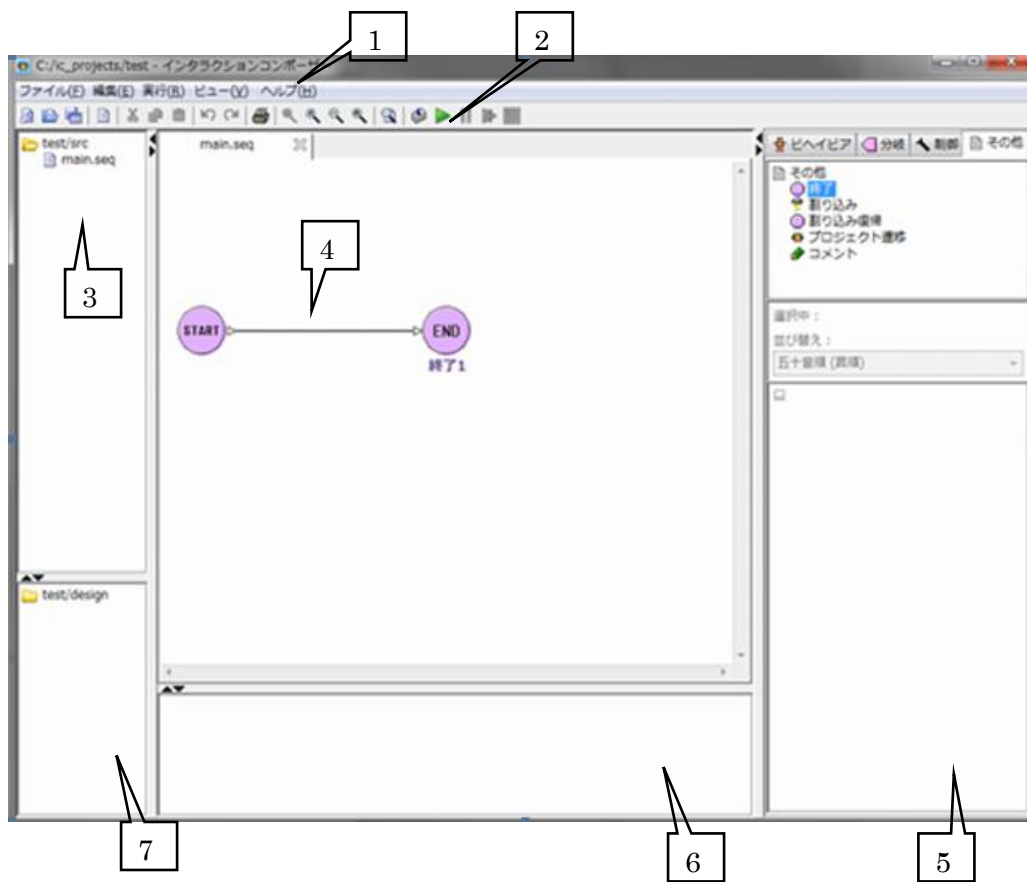 1
2
C:/ic_projects/test - インタラクションコンポーザ
ファイル(F) 編集(E) 実行(R) ビュー(V) ヘルプ(H)
test/src
main.seq
main.seq
ビヘイビア 分岐 制御 その他
その他
終了
割り込み
割り込み復帰
プロジェクト遷移
コメント
3
4
START
END
終了1
選択中：
並び替え：
五十音順 (昇順)
test/design
7
6
5